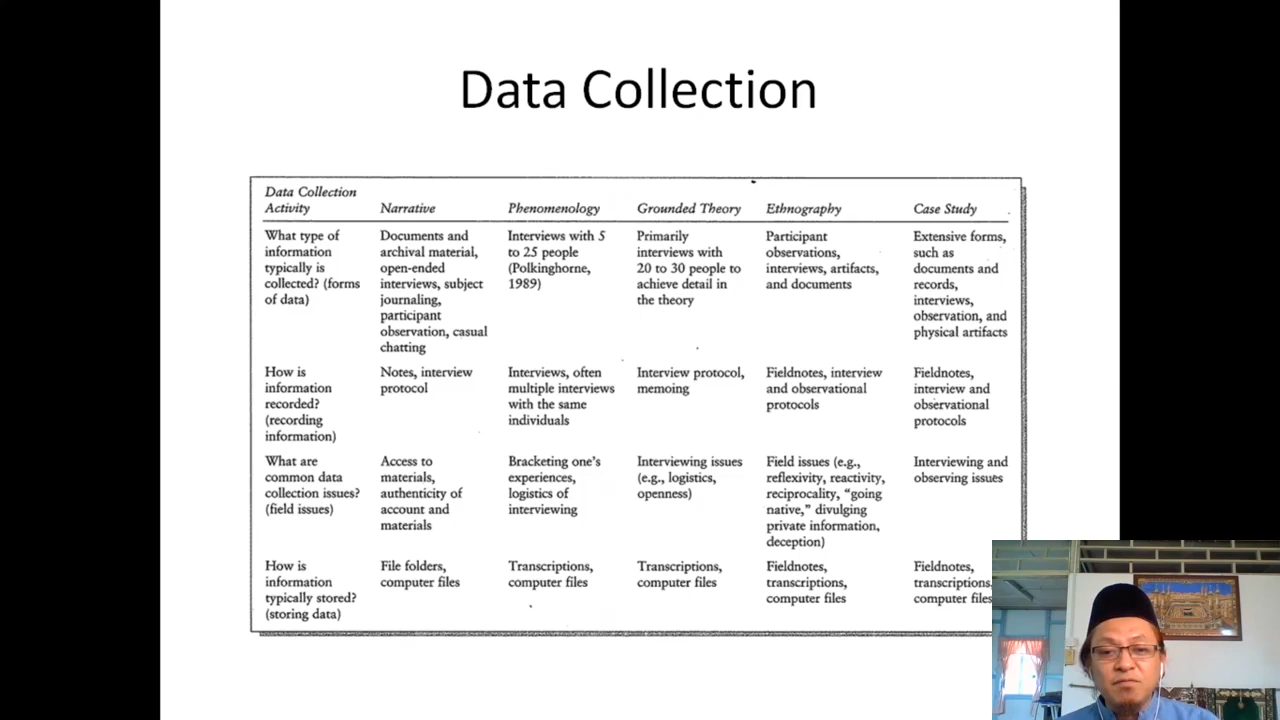 Data Collection
Data Collection
Activity
Narrative
Phenomenology
Grounded Theory
Ethnography
Case Study
What type of
information
typically is
collected? (forms
of data)
Documents and
archival material,
open-ended
interviews, subject
journaling,
participant
observation, casual
chatting
Interviews with 5
to 25 people
(Polkinghorne,
1989)
Primarily
interviews with
20 to 30 people to
achieve detail in
the theory
Participant
observations,
interviews, artifacts,
and documents
Extensive forms,
such as
documents and
records,
interviews,
observation, and
physical artifacts
How is
information
recorded?
(recording
information)
Notes, interview
protocol
Interviews, often
multiple interviews
with the same
individuals
Interview protocol,
memoing
Fieldnotes, interview
and observational
protocols
Fieldnotes,
interview and
observational
protocols
What are
common data
collection issues?
(field issues)
Access to
materials,
authenticity of
account and
materials
Bracketing one's
experiences,
logistics of
interviewing
Interviewing issues
(e.g., logistics,
openness)
Field issues (e.g.,
reflexivity, reactivity,
reciprocality, "going
native," divulging
private information,
deception)
Interviewing and
observing issues
How is
information
typically stored?
(storing data)
File folders,
computer files
Transcriptions,
computer files
Transcriptions,
computer files
Fieldnotes,
transcriptions,
computer files
Fieldnotes,
transcriptions,
computer files